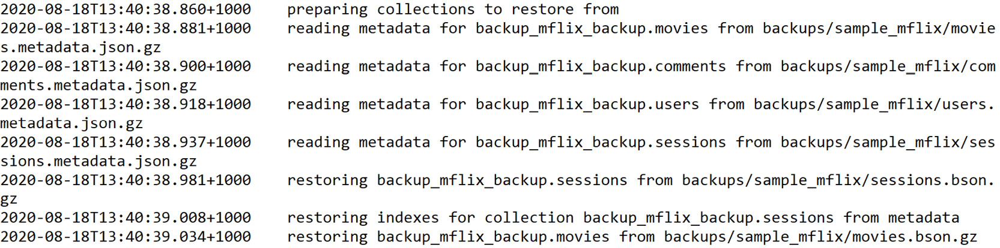 2020-08-18T13:40:38.860+1000    preparing collections to restore from
2020-08-18T13:40:38.881+1000    reading metadata for backup_mflix_backup.movies from backups/sample_mflix/movie
s.metadata.json.gz
2020-08-18T13:40:38.900+1000    reading metadata for backup_mflix_backup.comments from backups/sample_mflix/com
ments.metadata.json.gz
2020-08-18T13:40:38.918+1000    reading metadata for backup_mflix_backup.users from backups/sample_mflix/users.
metadata.json.gz
2020-08-18T13:40:38.937+1000    reading metadata for backup_mflix_backup.sessions from backups/sample_mflix/ses
sions.metadata.json.gz
2020-08-18T13:40:38.981+1000    restoring backup_mflix_backup.sessions from backups/sample_mflix/sessions.bson.
gz
2020-08-18T13:40:39.008+1000    restoring indexes for collection backup_mflix_backup.sessions from metadata
2020-08-18T13:40:39.034+1000    restoring backup_mflix_backup.movies from backups/sample_mflix/movies.bson.gz